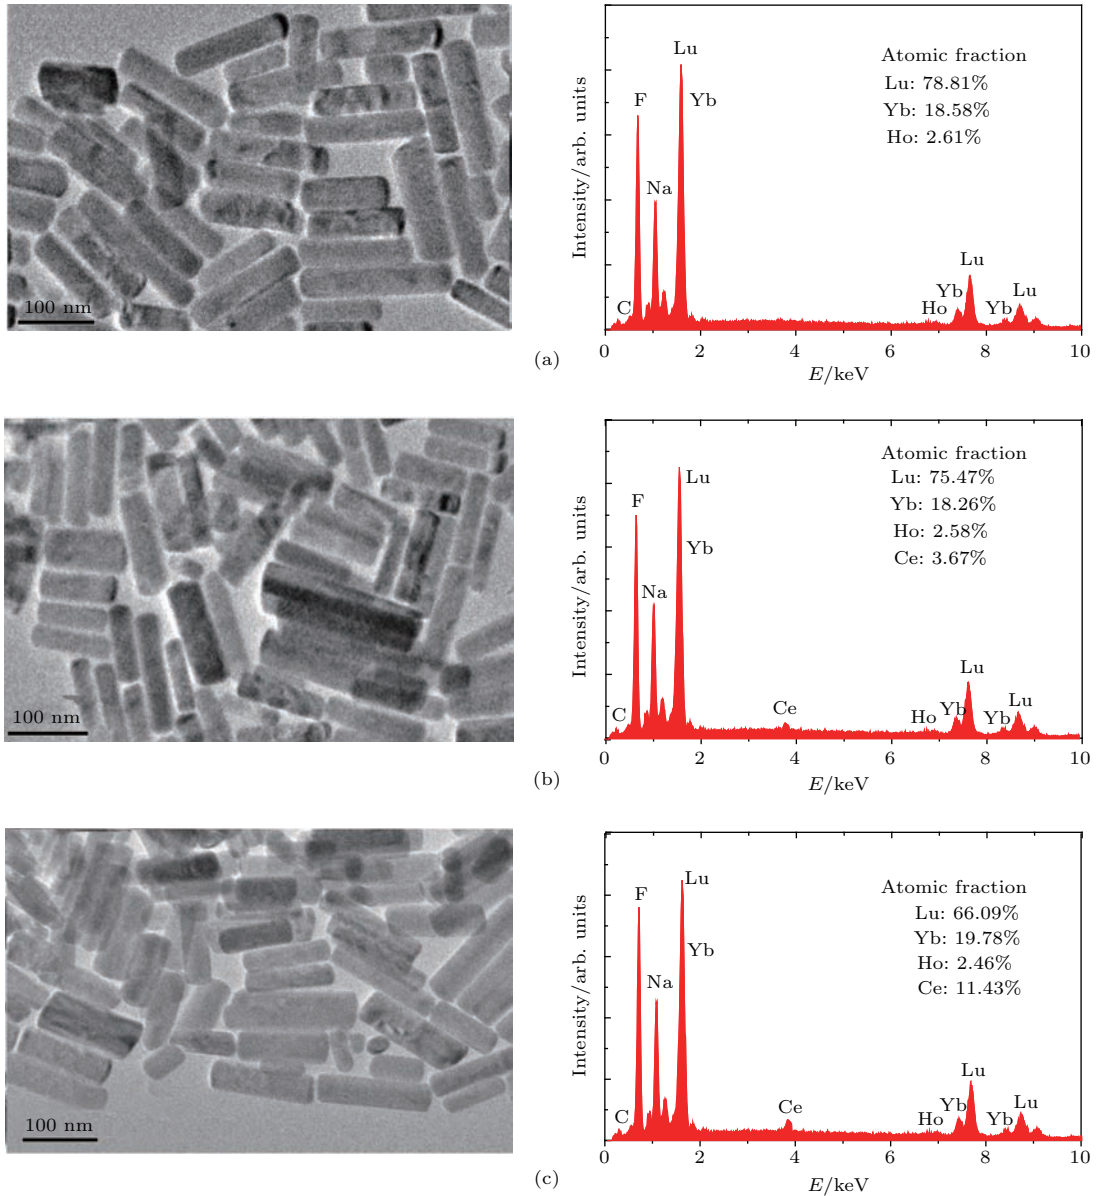 100 nm
Intensity/arb. units
Lu
F
Yb
Na
C
Atomic fraction
Lu: 78.81%
Yb: 18.58%
Ho: 2.61%
Lu
Yb
Ho
Lu
Yb
0 2 4 6 8 10
E/keV
(a)
100 nm
Intensity/arb. units
Lu
F
Yb
Na
C
Atomic fraction
Lu: 75.47%
Yb: 18.26%
Ho: 2.58%
Ce: 3.67%
Ce
Lu
Yb
Ho
Lu
Yb
0 2 4 6 8 10
E/keV
(b)
100 nm
Intensity/arb. units
Lu
F
Yb
Na
C
Atomic fraction
Lu: 66.09%
Yb: 19.78%
Ho: 2.46%
Ce: 11.43%
Ce
Lu
Yb
Ho
Lu
Yb
0 2 4 6 8 10
E/keV
(c)